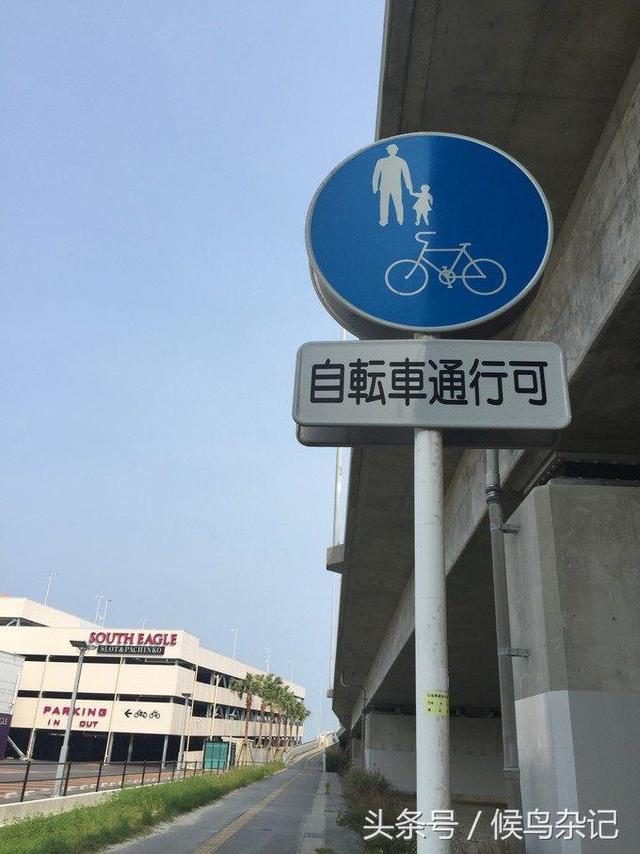 自転車通行可
SOUTH EAGLE
SLOT&PACHINKO
PARKING
IN OUT
头条号 / 候鸟杂记